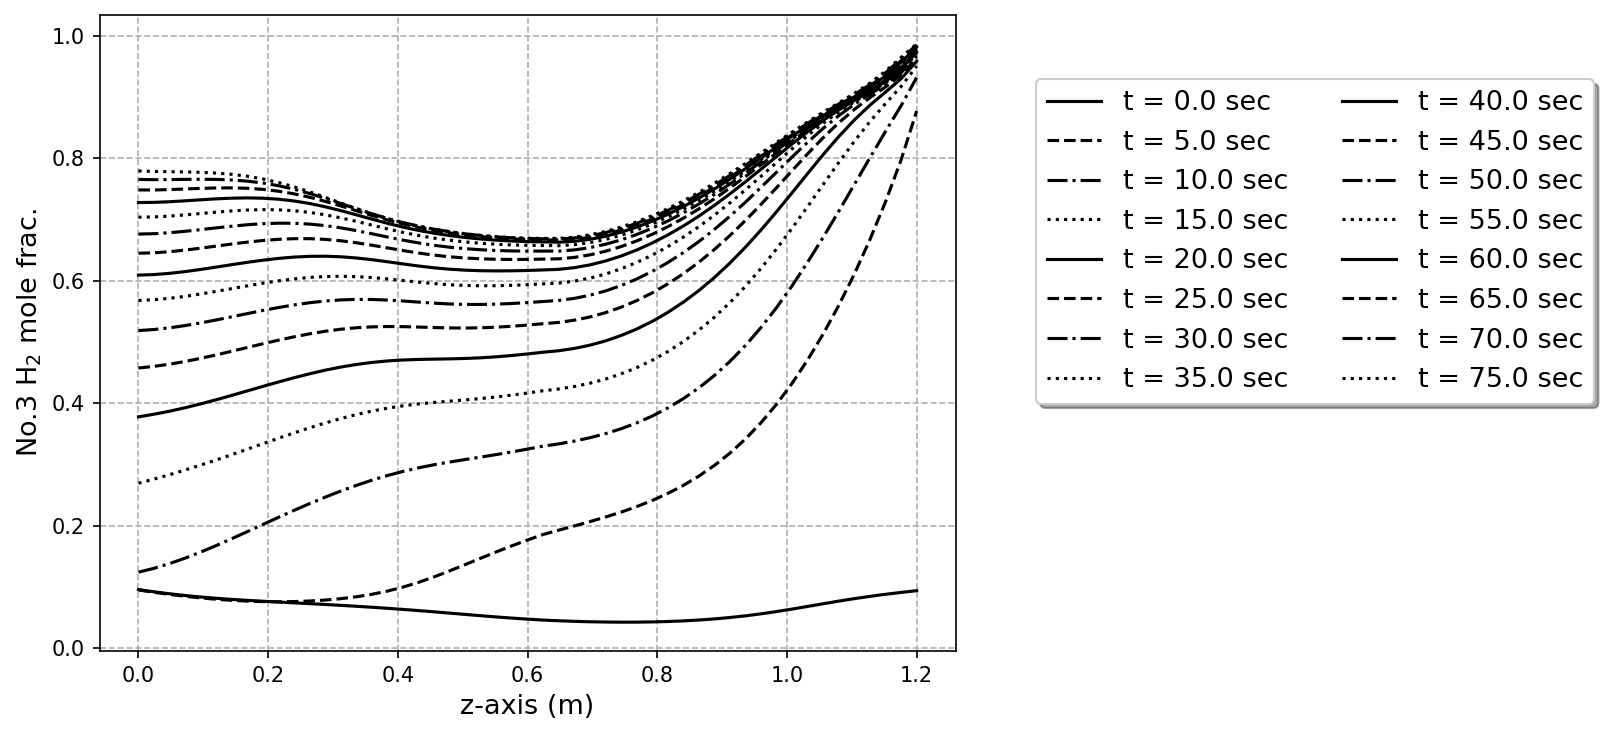 1.0
0.8
0.6
0.4
0.2
0.0
No.3 H₂ mole frac.
0.0 0.2 0.4 0.6 0.8 1.0 1.2
z-axis (m)
t = 0.0 sec
t = 5.0 sec
t = 10.0 sec
t = 15.0 sec
t = 20.0 sec
t = 25.0 sec
t = 30.0 sec
t = 35.0 sec
t = 40.0 sec
t = 45.0 sec
t = 50.0 sec
t = 55.0 sec
t = 60.0 sec
t = 65.0 sec
t = 70.0 sec
t = 75.0 sec